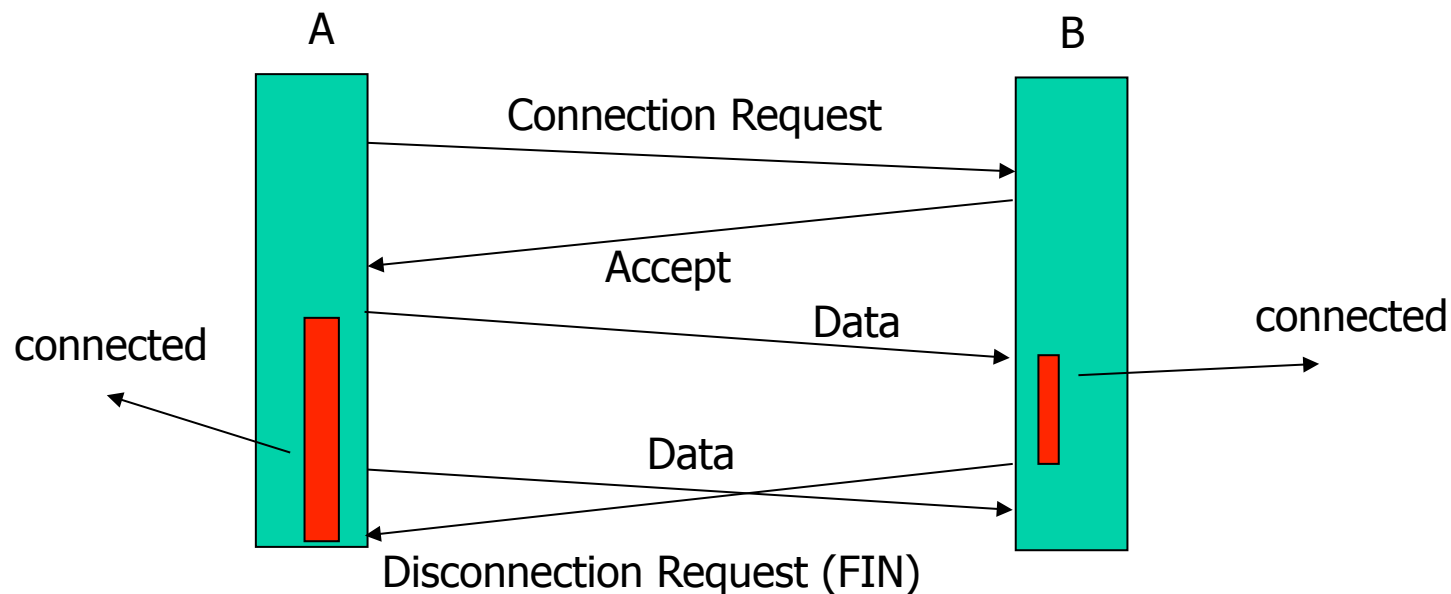 A
B
Connection Request
Accept
Data
connected
connected
Data
Disconnection Request (FIN)